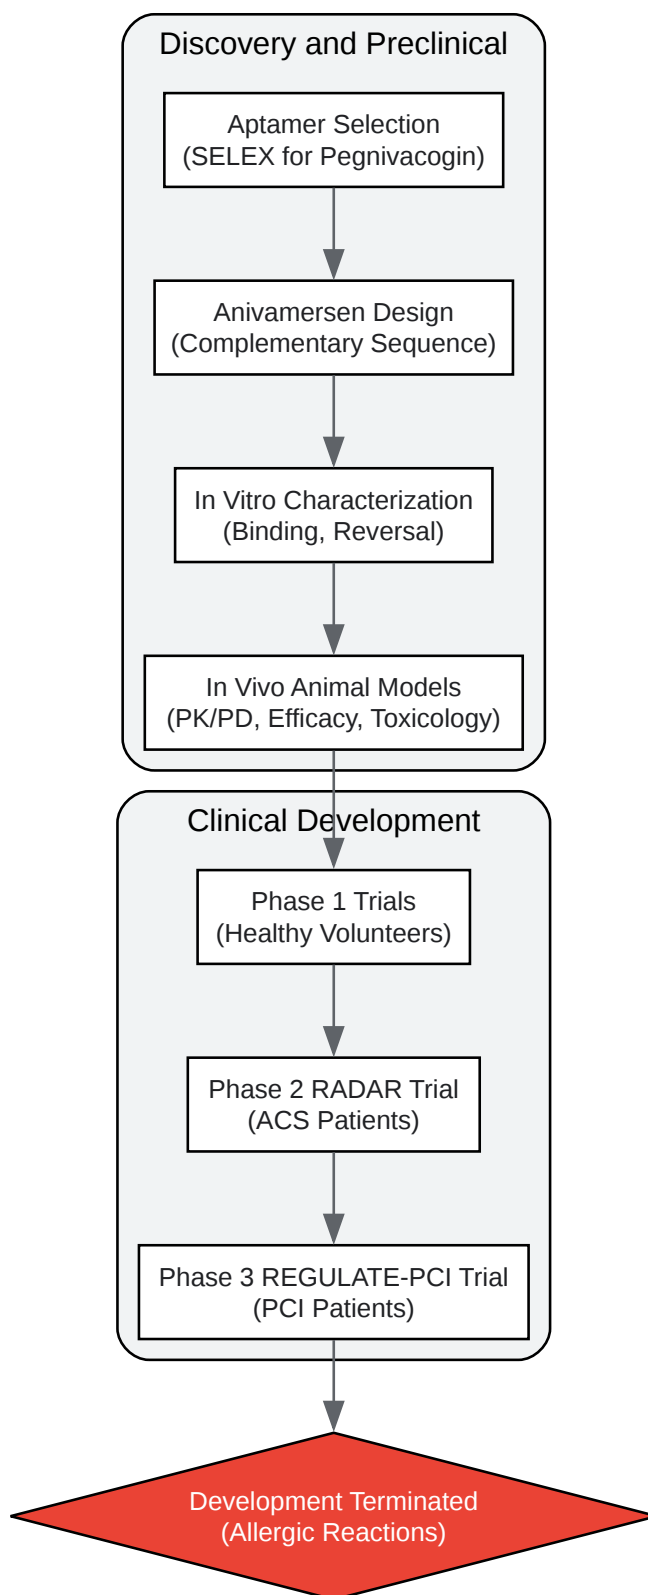 Discovery and Preclinical
Aptamer Selection
(SELEX for Pegnivacogin)
Anivamersen Design
(Complementary Sequence)
In Vitro Characterization
(Binding, Reversal)
In Vivo Animal Models
(PK/PD, Efficacy, Toxicology)
Clinical Development
Phase 1 Trials
(Healthy Volunteers)
Phase 2 RADAR Trial
(ACS Patients)
Phase 3 REGULATE-PCI Trial
(PCI Patients)
Development Terminated
(Allergic Reactions)